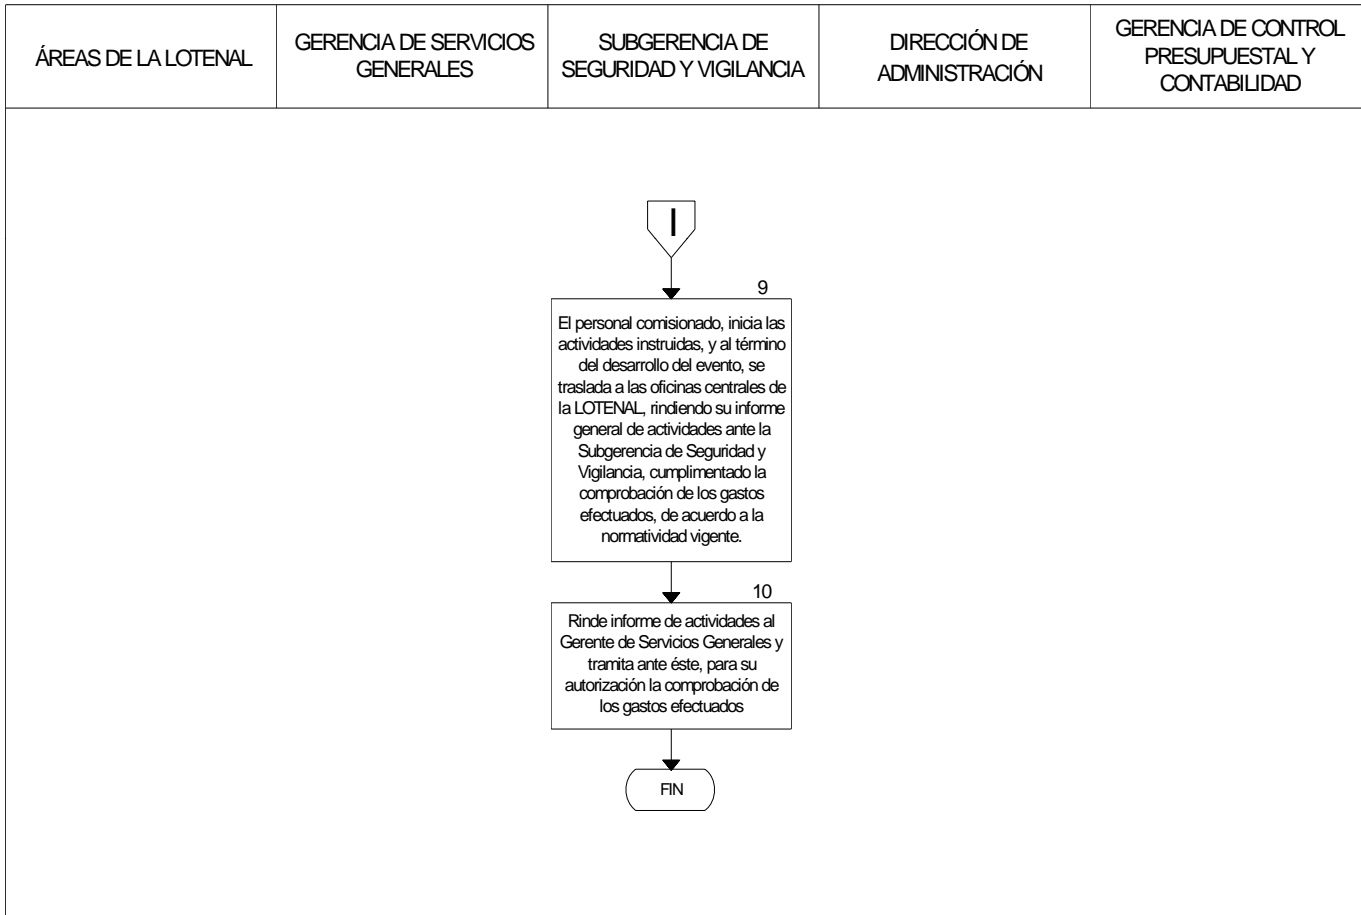 ÁREAS DE LA LOTENAL
GERENCIA DE SERVICIOS
GENERALES
SUBGERENCIA DE
SEGURIDAD Y VIGILANCIA
DIRECCIÓN DE
ADMINISTRACIÓN
GERENCIA DE CONTROL
PRESUPUESTAL Y
CONTABILIDAD
I
9
El personal comisionado, inicia las
actividades instruidas, y al término
del desarrollo del evento, se
traslada a las oficinas centrales de
la LOTENAL, rindiendo su informe
general de actividades ante la
Subgerencia de Seguridad y
Vigilancia, cumplimentado la
comprobación de los gastos
efectuados, de acuerdo a la
normatividad vigente.
10
Rinde informe de actividades al
Gerente de Servicios Generales y
tramita ante éste, para su
autorización la comprobación de
los gastos efectuados
FIN